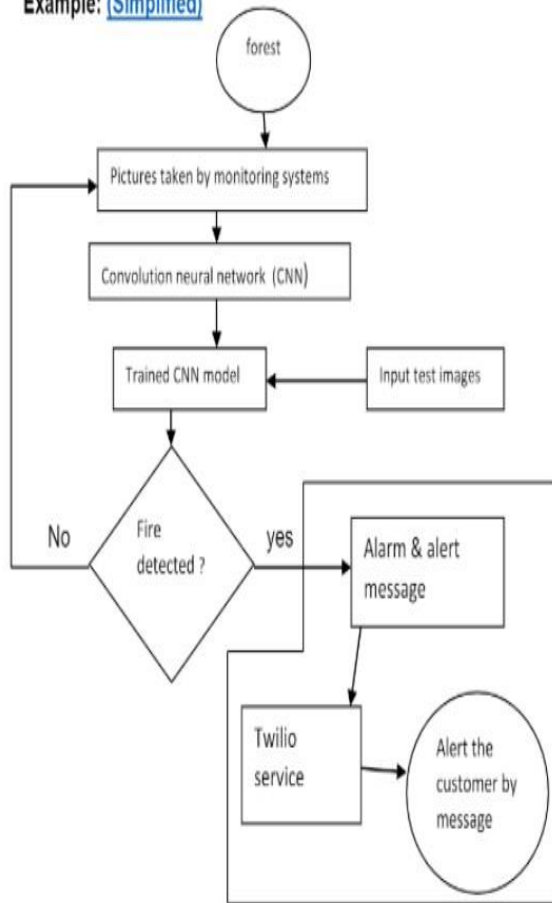 Example: (Simplified)
forest
Pictures taken by monitoring systems
Convolution neural network (CNN)
Trained CNN model
Input test images
No
Fire
detected ?
yes
Alarm & alert
message
Twilio
service
Alert the
customer by
message